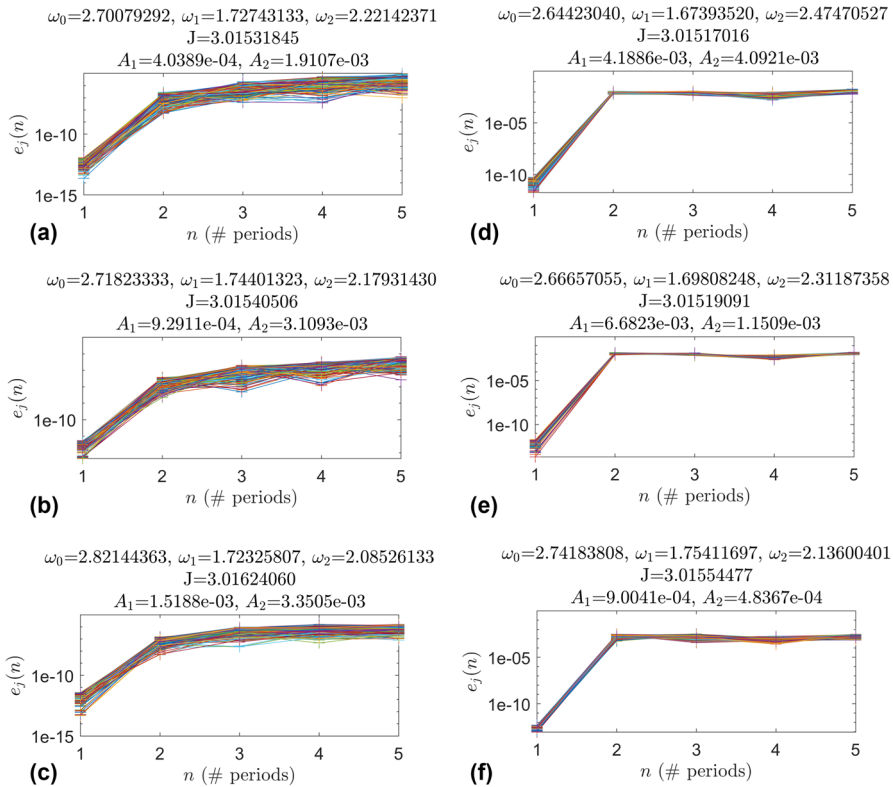 ω₀=2.70079292, ω₁=1.72743133, ω₂=2.22142371
J=3.01531845
A₁=4.0389e-04, A₂=1.9107e-03
1e-10
1e-15
e_j(n)
1 2 3 4 5
n (# periods)
(a)
ω₀=2.71823333, ω₁=1.74401323, ω₂=2.17931430
J=3.01540506
A₁=9.2911e-04, A₂=3.1093e-03
1e-10
e_j(n)
1 2 3 4 5
n (# periods)
(b)
ω₀=2.82144363, ω₁=1.72325807, ω₂=2.08526133
J=3.01624060
A₁=1.5188e-03, A₂=3.3505e-03
1e-10
1e-15
e_j(n)
1 2 3 4 5
n (# periods)
(c)
ω₀=2.64423040, ω₁=1.67393520, ω₂=2.47470527
J=3.01517016
A₁=4.1886e-03, A₂=4.0921e-03
1e-05
1e-10
e_j(n)
1 2 3 4 5
n (# periods)
(d)
ω₀=2.66657055, ω₁=1.69808248, ω₂=2.31187358
J=3.01519091
A₁=6.6823e-03, A₂=1.1509e-03
1e-05
1e-10
e_j(n)
1 2 3 4 5
n (# periods)
(e)
ω₀=2.74183808, ω₁=1.75411697, ω₂=2.13600401
J=3.01554477
A₁=9.0041e-04, A₂=4.8367e-04
1e-05
1e-10
e_j(n)
1 2 3 4 5
n (# periods)
(f)